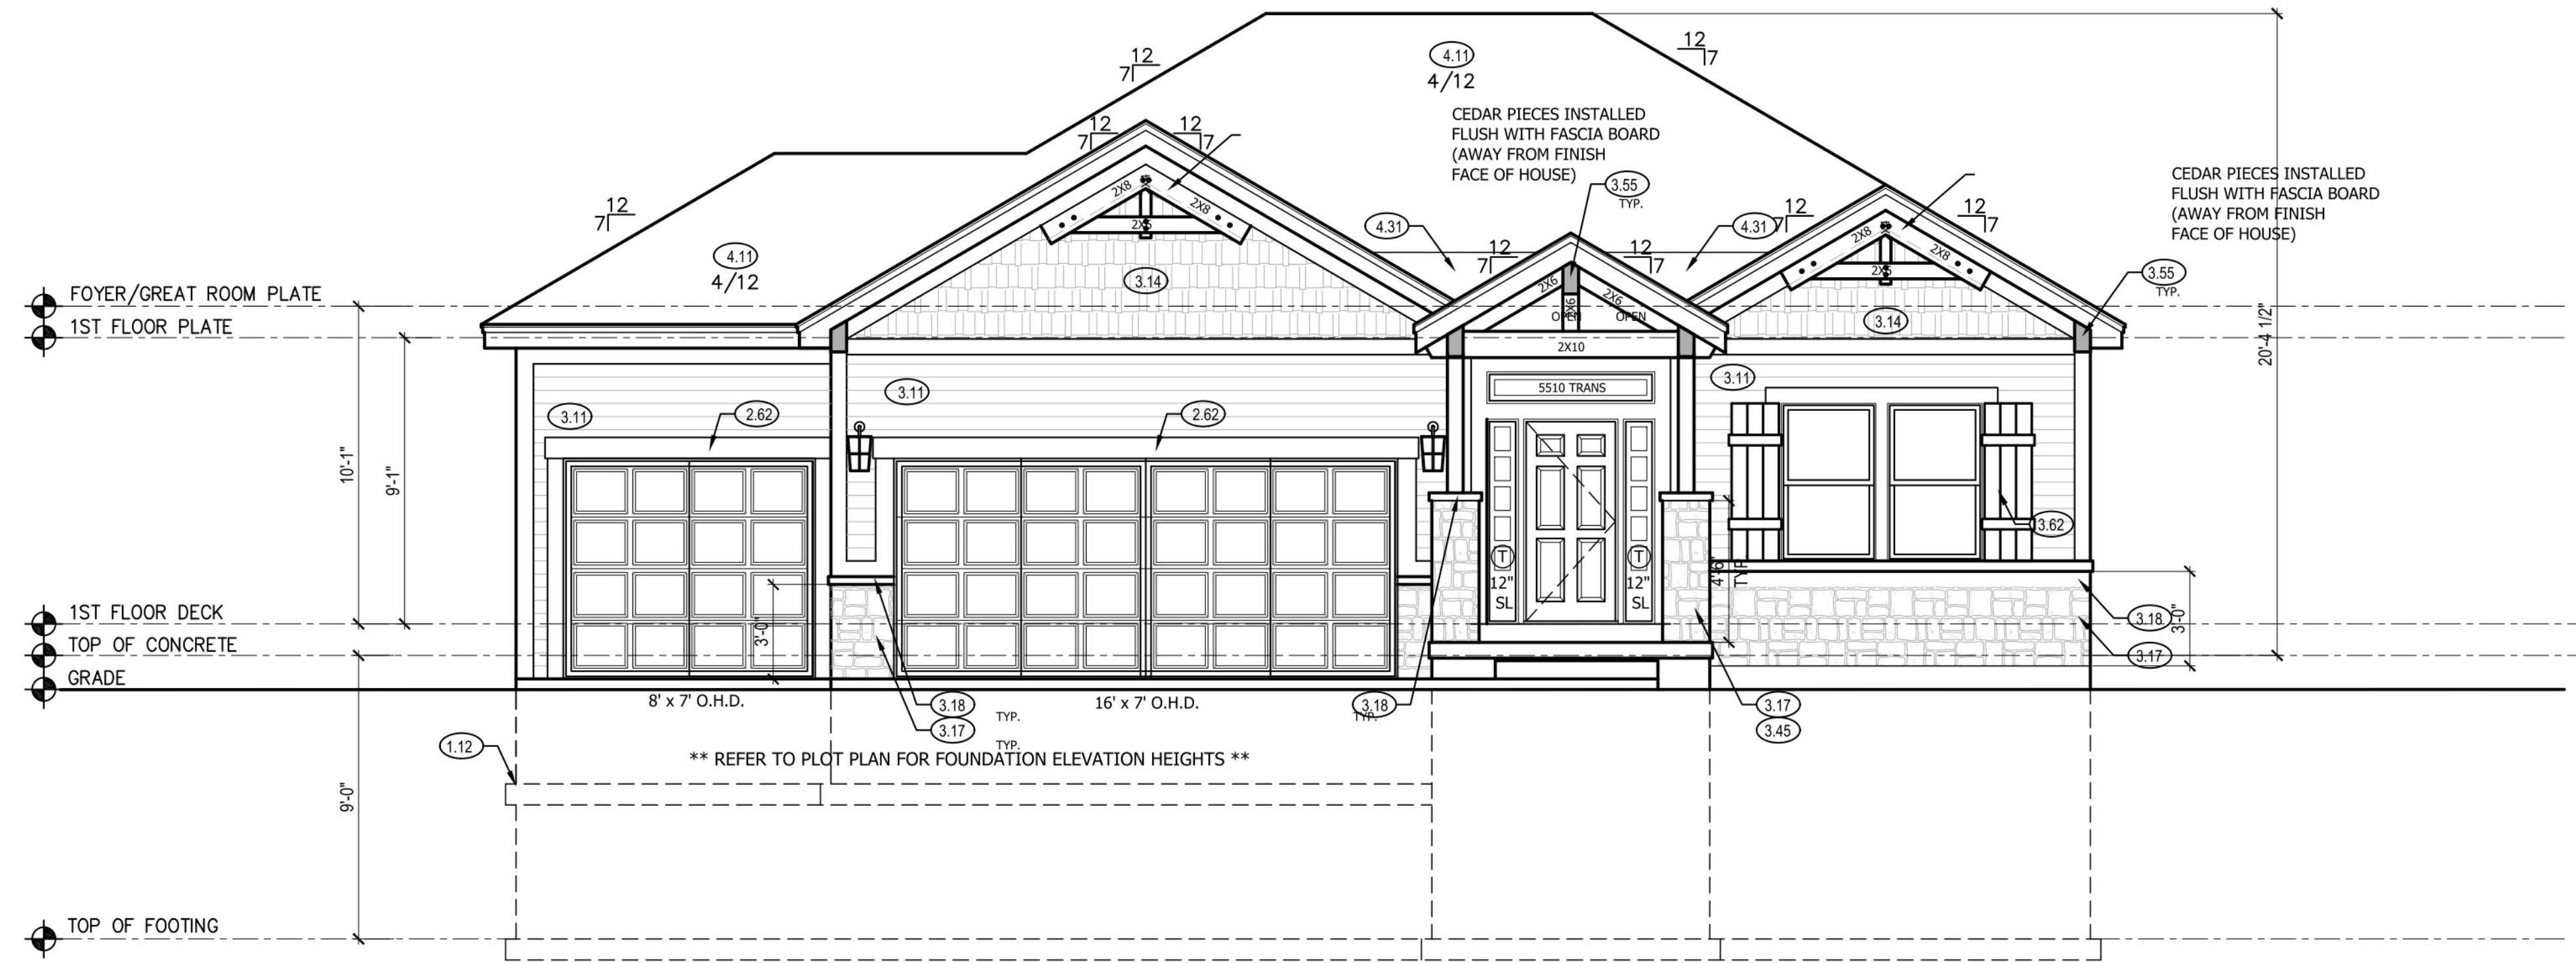 12
7
12
7
4.11
4/12
CEDAR PIECES INSTALLED
FLUSH WITH FASCIA BOARD
(AWAY FROM FINISH
FACE OF HOUSE)
3.55
TYP.
CEDAR PIECES INSTALLED
FLUSH WITH FASCIA BOARD
(AWAY FROM FINISH
FACE OF HOUSE)
3.55
TYP.
12
7
12
7
2X8
2X8
2X6
12
7
4.11
4/12
3.14
4.31
4.31
12
7
12
7
12
7
12
7
2X8
2X8
2X6
3.14
2X6
2X6
2X6
OPEN
OPEN
2X10
20'-4 1/2"
FOYER/GREAT ROOM PLATE
1ST FLOOR PLATE
10'-1"
9'-1"
3.11
2.62
3.11
2.62
5510 TRANS
3.11
3.62
T
12"
SL
T
12"
SL
4'-6"
TYP.
3'-0"
3'-0"
3.18
3.17
1ST FLOOR DECK
TOP OF CONCRETE
GRADE
8' x 7' O.H.D.
3.18
TYP.
3.17
TYP.
16' x 7' O.H.D.
3.18
TYP.
3.17
3.45
1.12
** REFER TO PLOT PLAN FOR FOUNDATION ELEVATION HEIGHTS **
9'-0"
TOP OF FOOTING